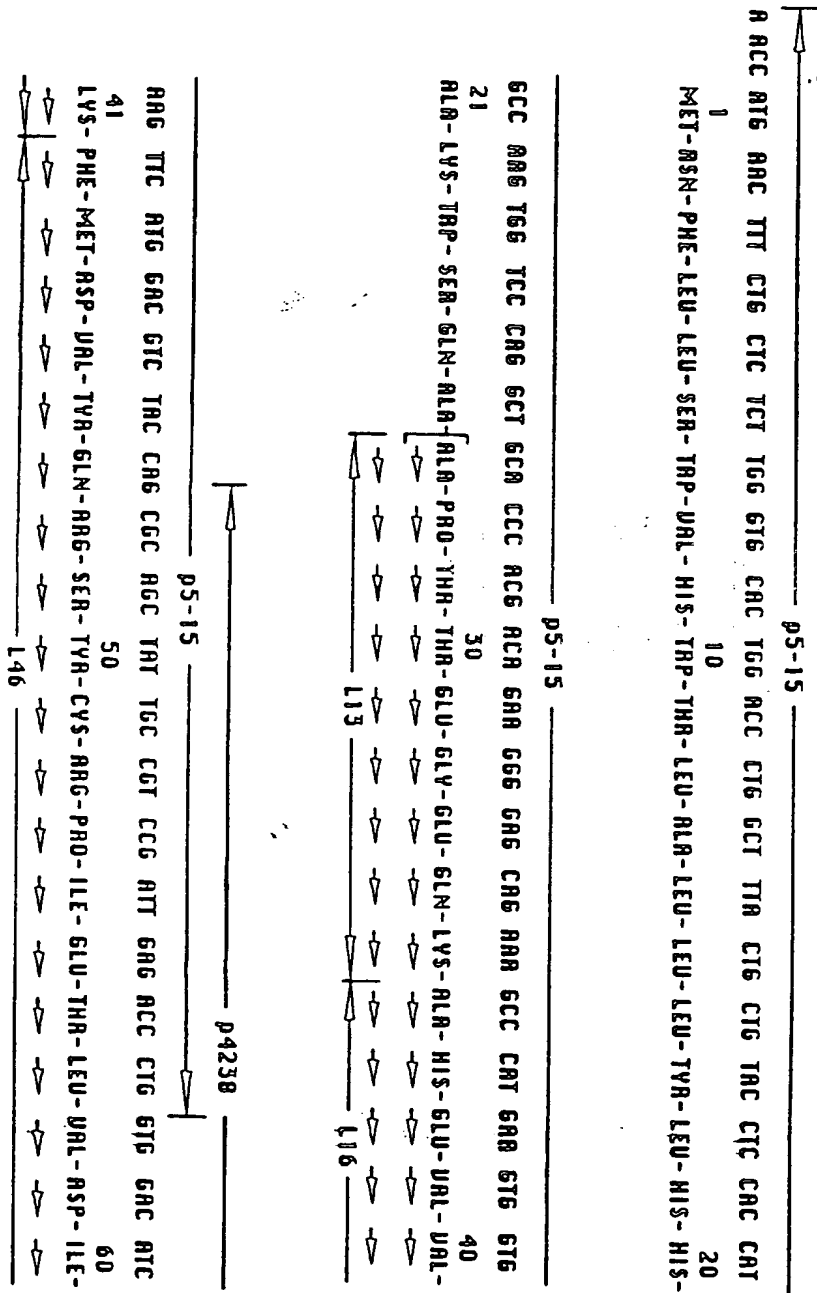 p5-15
A ACC ATG AAC TTT CTG CTC TCT TGG GTG CAC TGG ACC CTG GCT TTA CTG CTG TAC CTC CAC CAT
1 10 20
MET-ASN-PHE-LEU-LEU-SER-TRP-VAL-HIS-TRP-THR-LEU-ALA-LEU-LEU-LEU-TYR-LEU-HIS-HIS-
p5-15
GCC AAG TGG TCC CAG GCT GCA CCC ACG ACA GAA GGG GAG CAG AAA GCC CAT GAA GTG GTG
21 30 40
ALA-LYS-TRP-SER-GLN-ALA-ALA-PRO-THR-THR-GLU-GLY-GLU-GLN-LYS-ALA-HIS-GLU-VAL-VAL-
L13 L16
p4238
p5-15
AAG TTC ATG GAC GTC TAC CAG CGC AGC TAT TGC CGT CCG ATT GAG ACC CTG GTG GAC ATC
41 50 60
LYS-PHE-MET-ASP-VAL-TYR-GLN-ARG-SER-TYR-CYS-ARG-PRO-ILE-GLU-THR-LEU-VAL-ASP-ILE-
L46